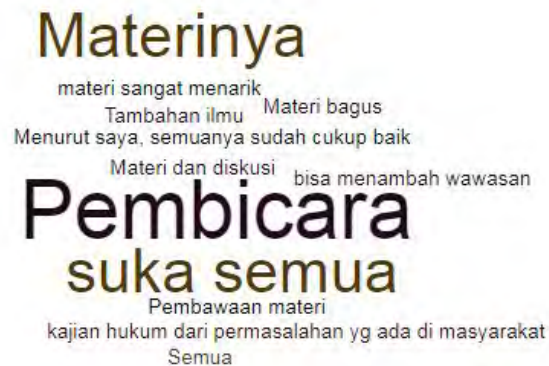 Materinya
materi sangat menarik
Tambahan ilmu
Materi bagus
Menurut saya, semuanya sudah cukup baik
Materi dan diskusi
bisa menambah wawasan
Pembicara
suka semua
Pembawaan materi
kajian hukum dari permasalahan yg ada di masyarakat
Semua